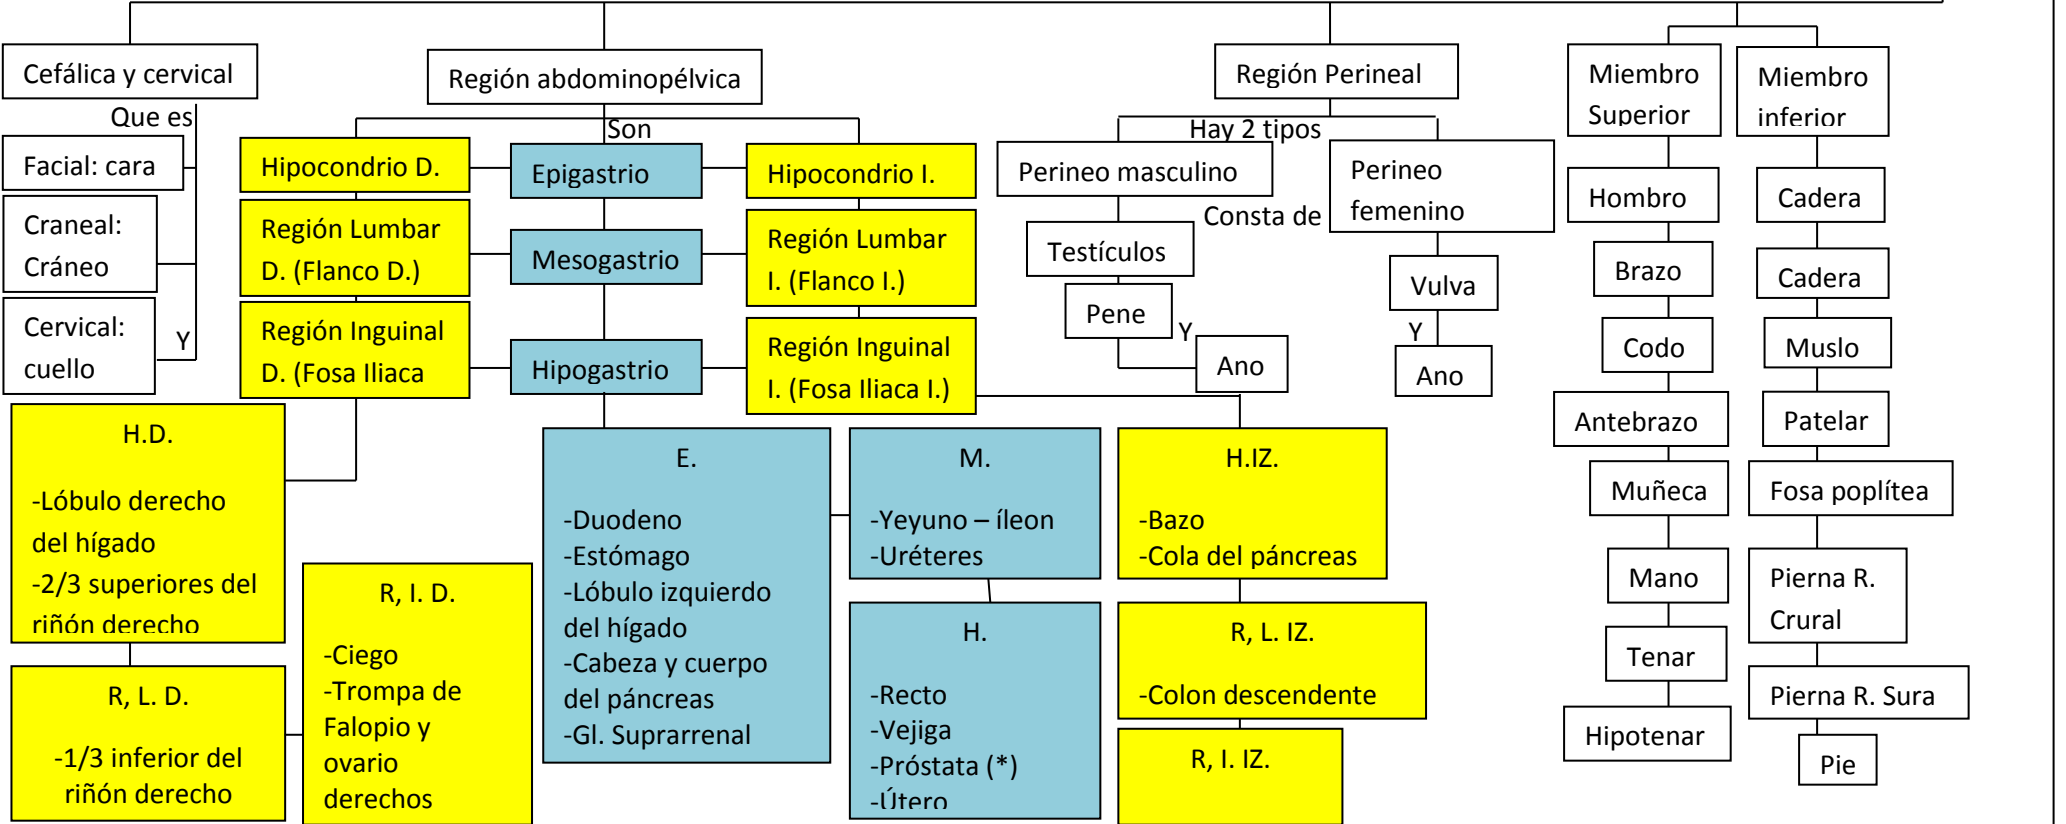 Cefálica y cervical
Que es
Facial: cara
Craneal:
Cráneo
Cervical:
cuello
Y
Región abdominopélvica
Son
Hipocondrio D.
Epigastrio
Hipocondrio I.
Región Lumbar
D. (Flanco D.)
Mesogastrio
Región Lumbar
I. (Flanco I.)
Región Inguinal
D. (Fosa Iliaca
Hipogastrio
Región Inguinal
I. (Fosa Iliaca I.)
H.D.
-Lóbulo derecho
del hígado
-2/3 superiores del
riñón derecho
R, L. D.
-1/3 inferior del
riñón derecho
R, I. D.
-Ciego
-Trompa de
Falopio y
ovario
derechos
E.
-Duodeno
-Estómago
-Lóbulo izquierdo
del hígado
-Cabeza y cuerpo
del páncreas
-Gl. Suprarrenal
M.
-Yeyuno – íleon
-Uréteres
H.
-Recto
-Vejiga
-Próstata (*)
-Útero
H.IZ.
-Bazo
-Cola del páncreas
R, L. IZ.
-Colon descendente
R, I. IZ.
Región Perineal
Hay 2 tipos
Perineo masculino
Consta de
Testículos
Pene
Y
Ano
Perineo
femenino
Vulva
Y
Ano
Miembro
Superior
Hombro
Brazo
Codo
Antebrazo
Muñeca
Mano
Tenar
Hipotenar
Miembro
inferior
Cadera
Cadera
Muslo
Patelar
Fosa poplítea
Pierna R.
Crural
Pierna R. Sura
Pie